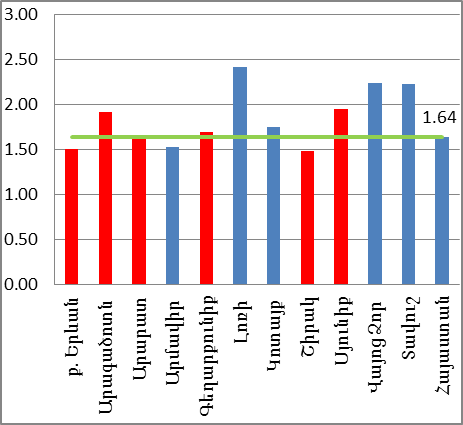 3.00
2.50
2.00
1.50
1.00
0.50
0.00
1.64
ք. Երևան
Արագածոտն
Արարատ
Արմավիր
Գեղարքունիք
Լոռի
Կոտայք
Շիրակ
Սյունիք
Վայոց Ձոր
Տավուշ
Հայաստան